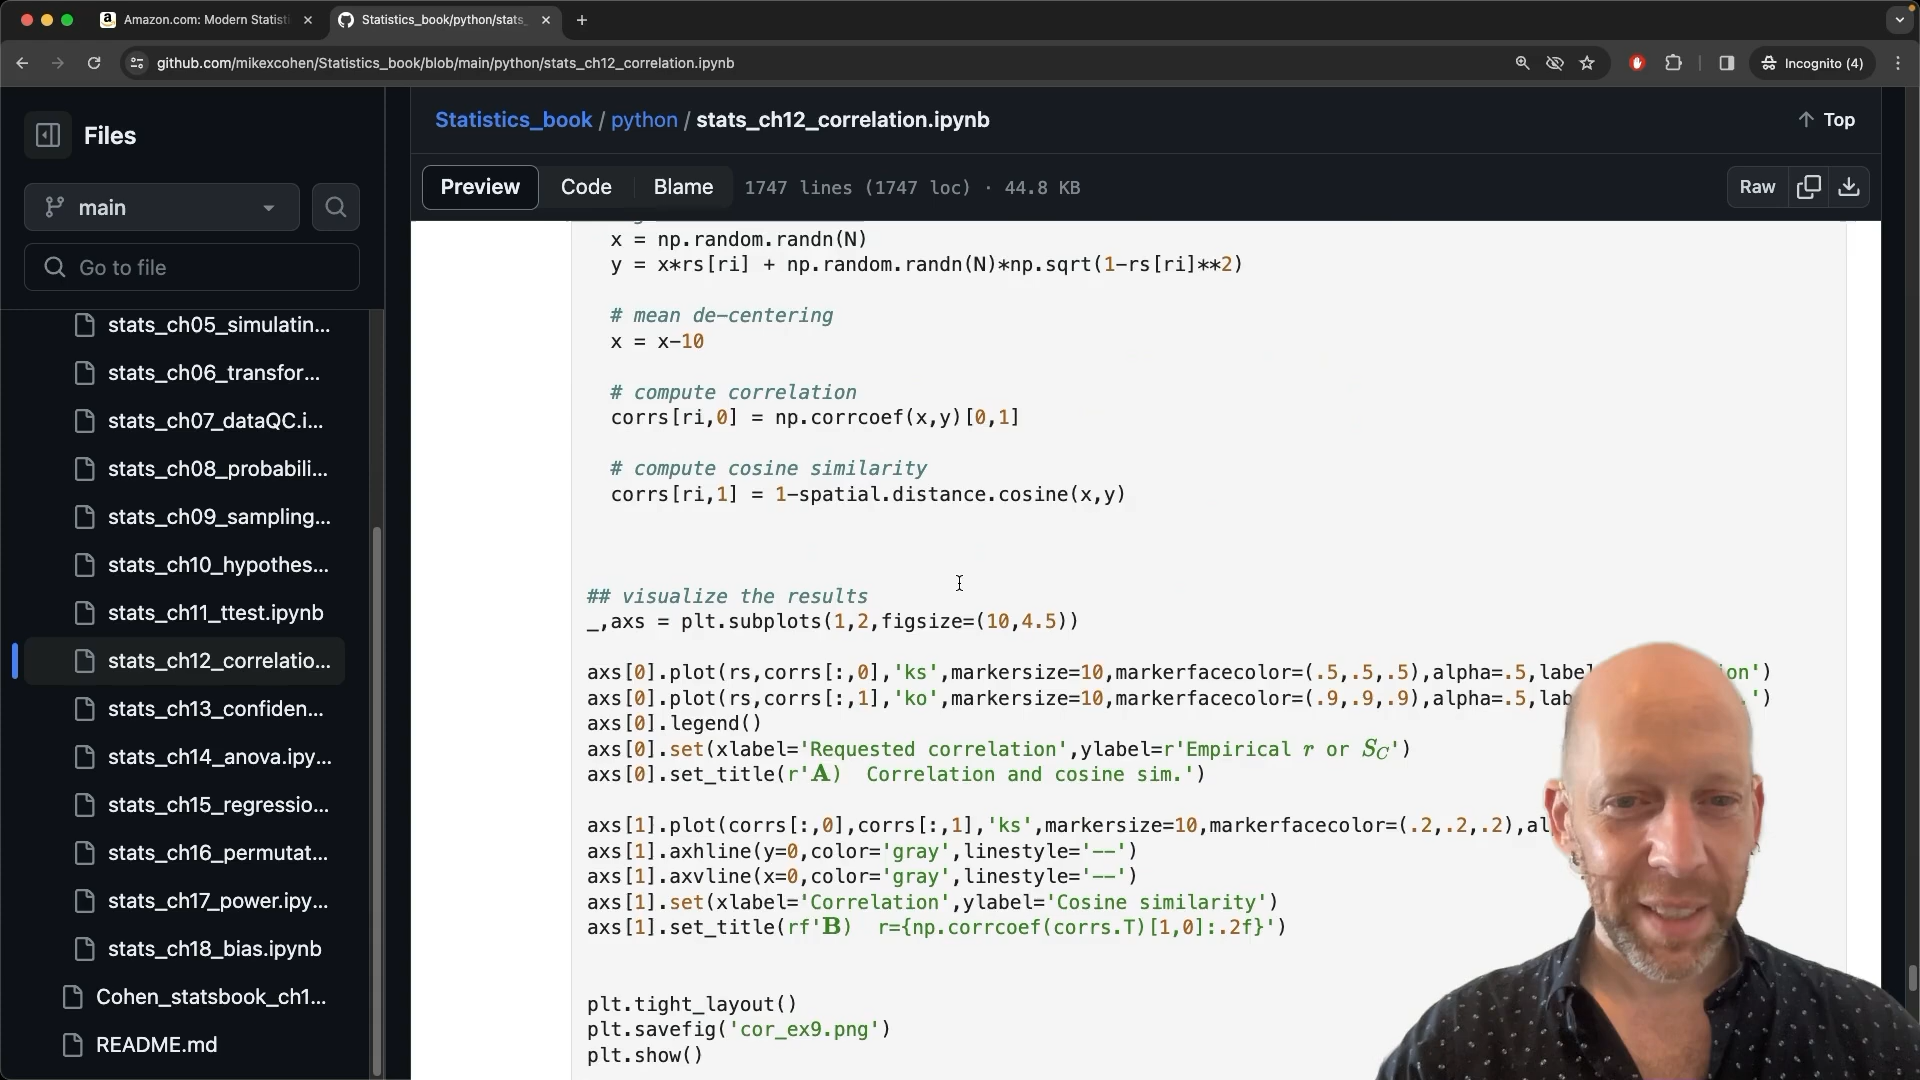 Amazon.com: Modern Statisti
Statistics_book/python/stats_
github.com/mikexcohen/Statistics_book/blob/main/python/stats_ch12_correlation.ipynb
Incognito (4)
Files
main
Go to file
stats_ch05_simulatin...
stats_ch06_transfor...
stats_ch07_dataQC.i...
stats_ch08_probabili...
stats_ch09_sampling...
stats_ch10_hypothes...
stats_ch11_ttest.ipynb
stats_ch12_correlatio...
stats_ch13_confiden...
stats_ch14_anova.ipy...
stats_ch15_regressio...
stats_ch16_permutat...
stats_ch17_power.ipy...
stats_ch18_bias.ipynb
Cohen_statsbook_ch1...
README.md
Statistics_book / python / stats_ch12_correlation.ipynb
Top
Preview Code Blame 1747 lines (1747 loc) · 44.8 KB
Raw
x = np.random.randn(N)
y = x*rs[ri] + np.random.randn(N)*np.sqrt(1-rs[ri]**2)
# mean de-centering
x = x-10
# compute correlation
corrs[ri,0] = np.corrcoef(x,y)[0,1]
# compute cosine similarity
corrs[ri,1] = 1-spatial.distance.cosine(x,y)
## visualize the results
_,axs = plt.subplots(1,2,figsize=(10,4.5))
axs[0].plot(rs,corrs[:,0],'ks',markersize=10,markerfacecolor=(.5,.5,.5),alpha=.5,labe on')
axs[0].plot(rs,corrs[:,1],'ko',markersize=10,markerfacecolor=(.9,.9,.9),alpha=.5,lab .')
axs[0].legend()
axs[0].set(xlabel='Requested correlation',ylabel=r'Empirical r or S_C')
axs[0].set_title(r'A)  Correlation and cosine sim.')
axs[1].plot(corrs[:,0],corrs[:,1],'ks',markersize=10,markerfacecolor=(.2,.2,.2),al
axs[1].axhline(y=0,color='gray',linestyle='--')
axs[1].axvline(x=0,color='gray',linestyle='--')
axs[1].set(xlabel='Correlation',ylabel='Cosine similarity')
axs[1].set_title(rf'B)  r={np.corrcoef(corrs.T)[1,0]:.2f}')
plt.tight_layout()
plt.savefig('cor_ex9.png')
plt.show()